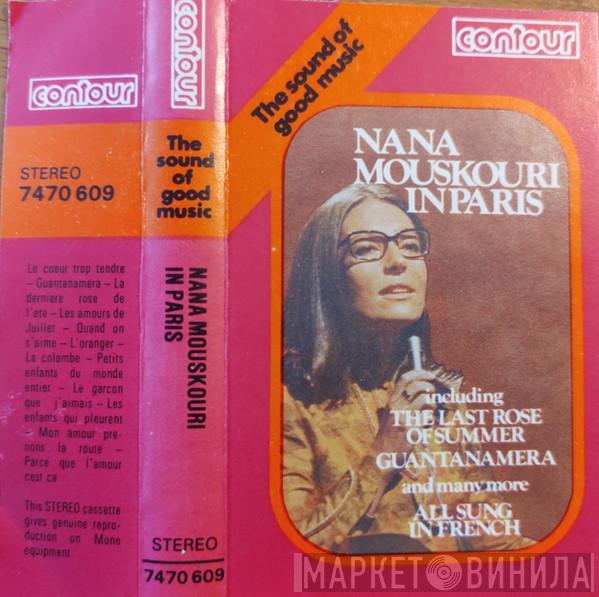 contour
STEREO
7470 609
Le coeur trop tendre
– Guantanamera – La
derniere rose de
l'ete – Les amours de
Juillet – Quand on
s'aime – L'oranger –
La colombe – Petits
enfants du monde
entier – Le garcon
que j'aimais – Les
enfants qui pleurent
– Mon amour pre-
nons la route –
Parce que l'amour
cest ca
This STEREO cassette
gives genuine repro-
duction on Mono
equipment
contour
The
sound
of
good
music
NANA MOUSKOURI
IN PARIS
STEREO
7470 609
The sound of
good music
contour
NANA
MOUSKOURI
IN PARIS
including
THE LAST ROSE
OF SUMMER
GUANTANAMERA
and many more
ALL SUNG
IN FRENCH
МАРКЕТ ВИНИЛА